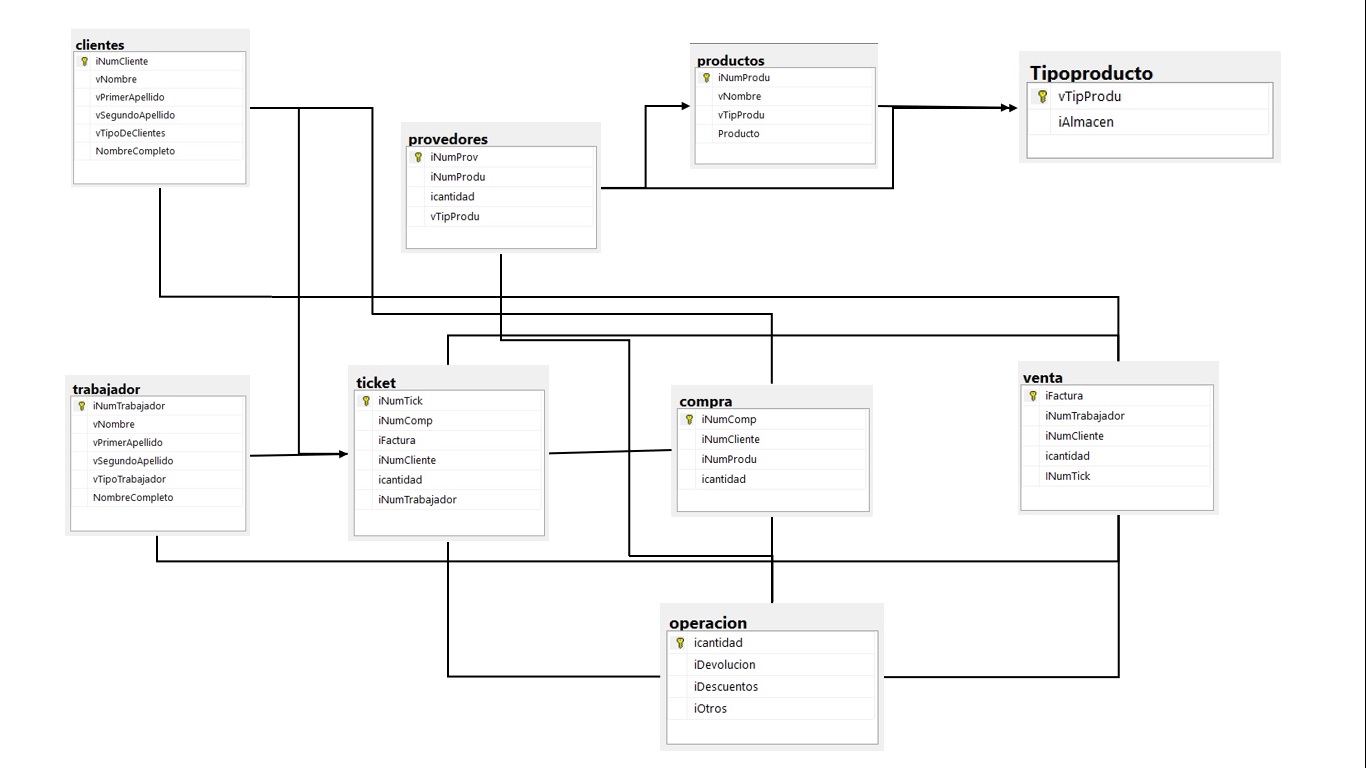 clientes
iNumCliente
vNombre
vPrimerApellido
vSegundoApellido
vTipoDeClientes
NombreCompleto
provedores
iNumProv
iNumProdu
icantidad
vTipProdu
productos
iNumProdu
vNombre
vTipProdu
Producto
Tipoproducto
vTipProdu
iAlmacen
trabajador
iNumTrabajador
vNombre
vPrimerApellido
vSegundoApellido
vTipoTrabajador
NombreCompleto
ticket
iNumTick
iNumComp
iFactura
iNumCliente
icantidad
iNumTrabajador
compra
iNumComp
iNumCliente
iNumProdu
icantidad
venta
iFactura
iNumTrabajador
iNumCliente
icantidad
INumTick
operacion
icantidad
iDevolucion
iDescuentos
iOtros